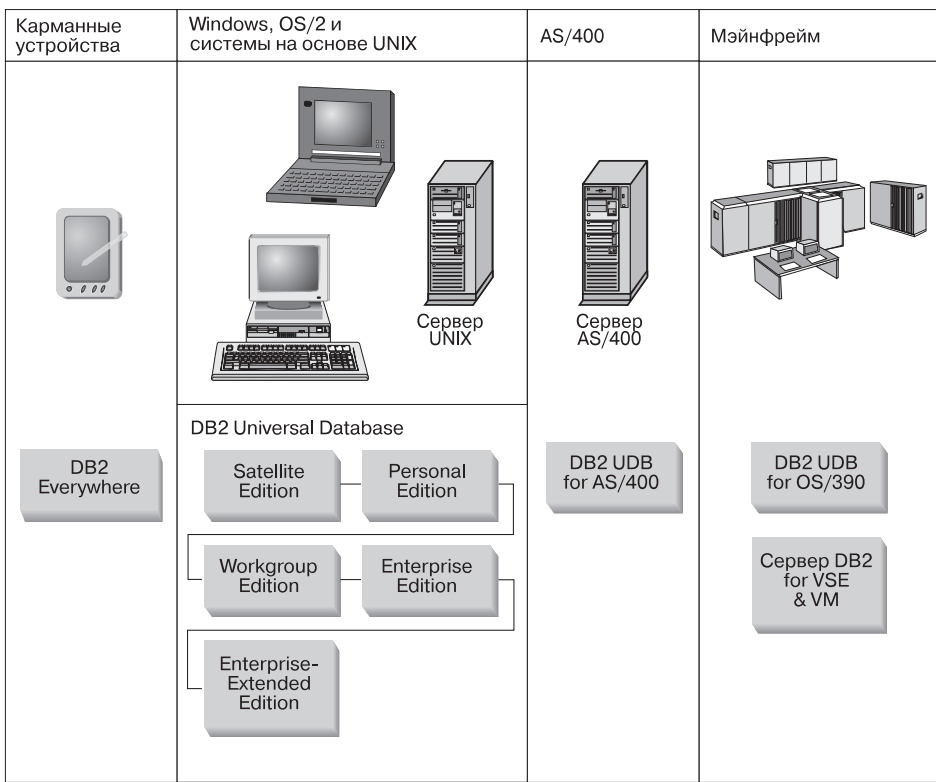 Карманные
устройства
Windows, OS/2 и
системы на основе UNIX
AS/400
Мэйнфрейм
Сервер
UNIX
Сервер
AS/400
DB2
Everywhere
DB2 Universal Database
Satellite
Edition
Personal
Edition
Workgroup
Edition
Enterprise
Edition
Enterprise-
Extended
Edition
DB2 UDB
for AS/400
DB2 UDB
for OS/390
Сервер DB2
for VSE
& VM